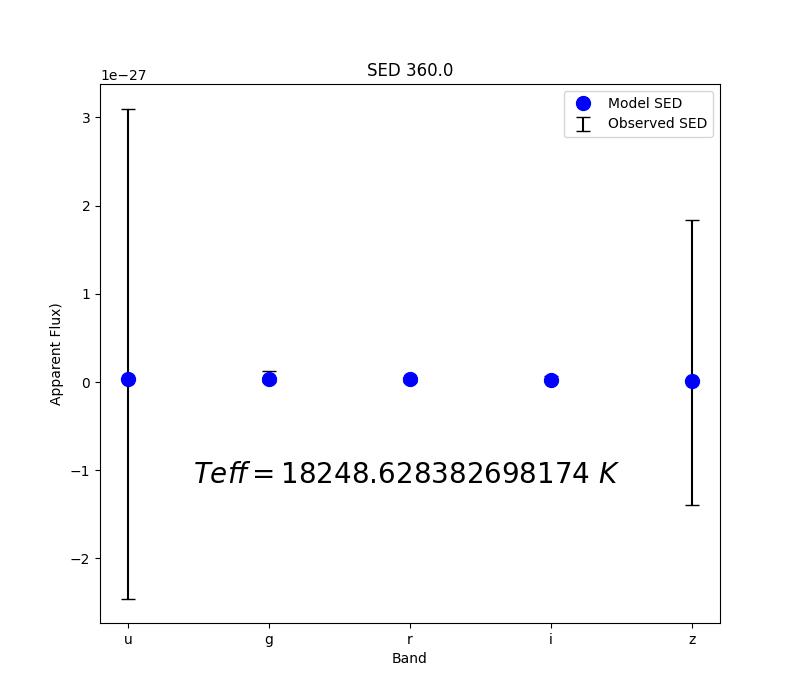 SED 360.0
1e−27
Model SED
Observed SED
3
2
1
0
−1
−2
Apparent Flux)
Teff = 18248.628382698174 K
u g r i z
Band